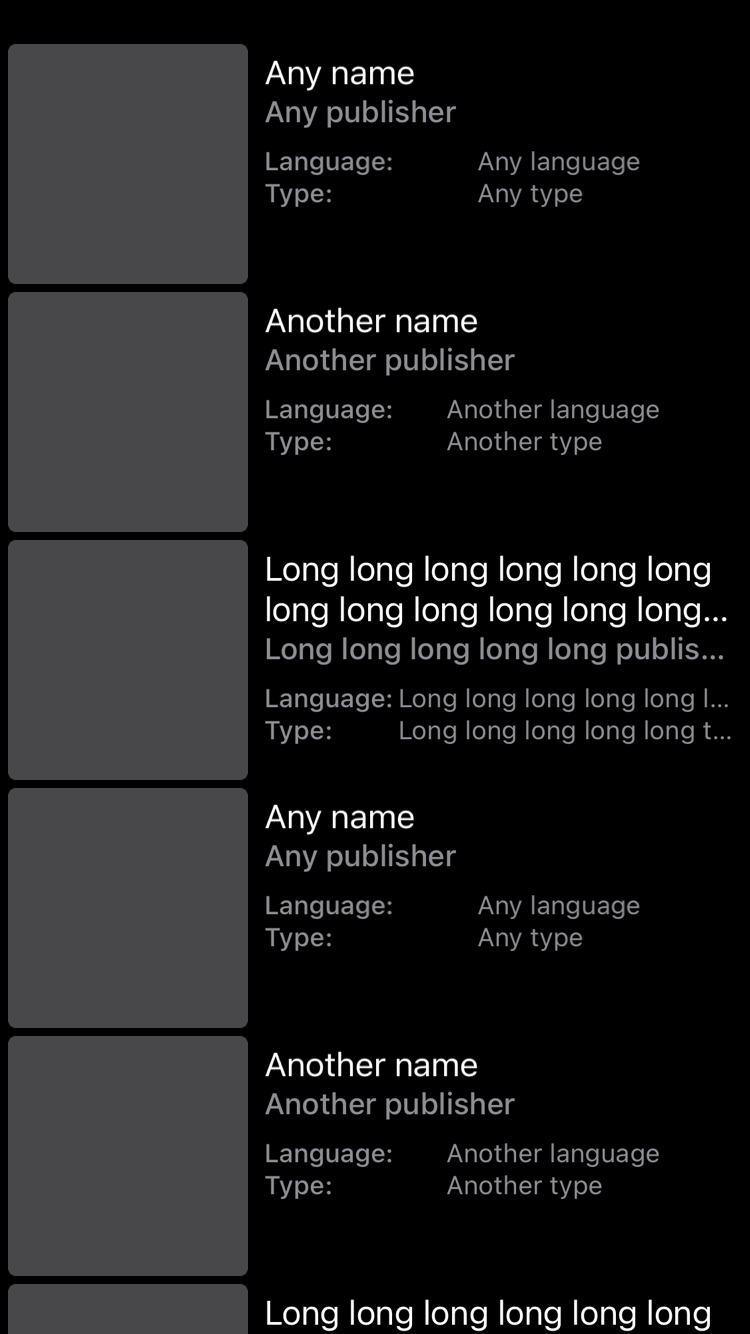 Any name
Any publisher
Language: Any language
Type: Any type
Another name
Another publisher
Language: Another language
Type: Another type
Long long long long long long
long long long long long long...
Long long long long long publis...
Language: Long long long long long l...
Type: Long long long long long t...
Any name
Any publisher
Language: Any language
Type: Any type
Another name
Another publisher
Language: Another language
Type: Another type
Long long long long long long